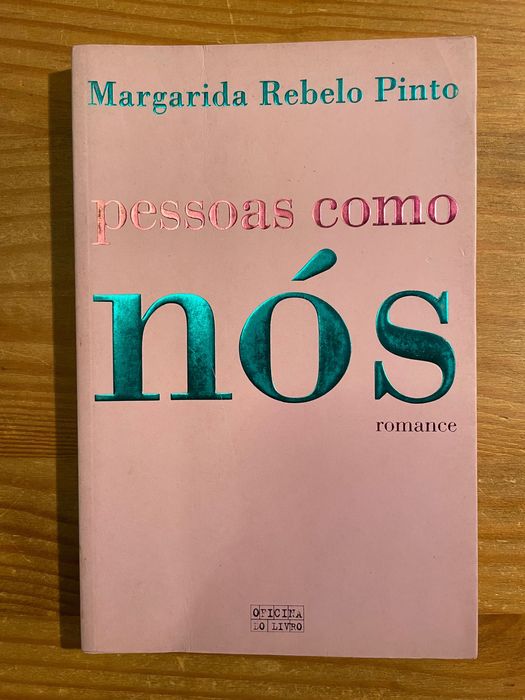 Margarida Rebelo Pinto
pessoas como
nós
romance
OFICINA
DO LIVRO